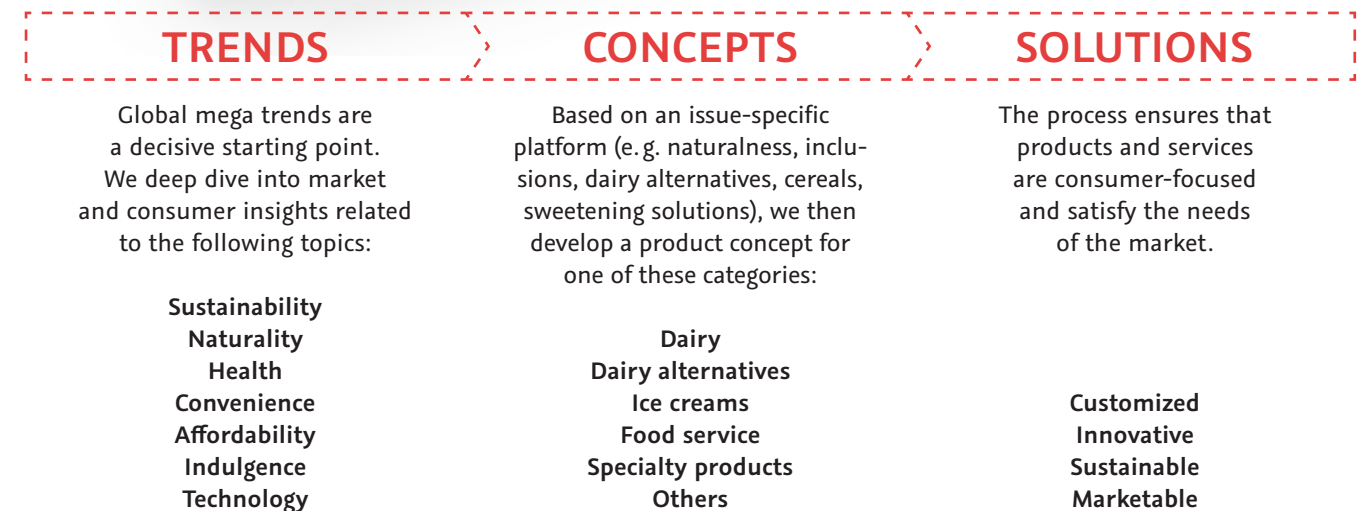 TRENDS
Global mega trends are
a decisive starting point.
We deep dive into market
and consumer insights related
to the following topics:
Sustainability
Naturality
Health
Convenience
Affordability
Indulgence
Technology
CONCEPTS
Based on an issue-specific
platform (e. g. naturalness, inclu-
sions, dairy alternatives, cereals,
sweetening solutions), we then
develop a product concept for
one of these categories:
Dairy
Dairy alternatives
Ice creams
Food service
Specialty products
Others
SOLUTIONS
The process ensures that
products and services
are consumer-focused
and satisfy the needs
of the market.
Customized
Innovative
Sustainable
Marketable